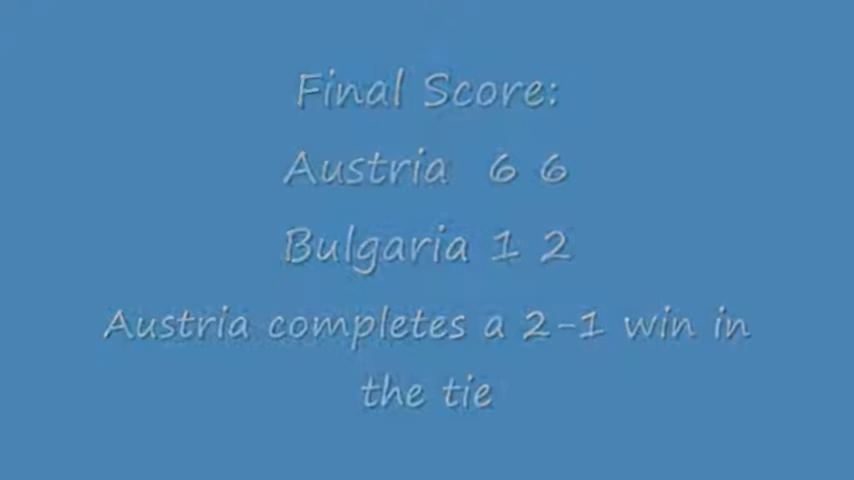 Final Score:
Austria 6 6
Bulgaria 1 2
Austria completes a 2-1 win in
the tie